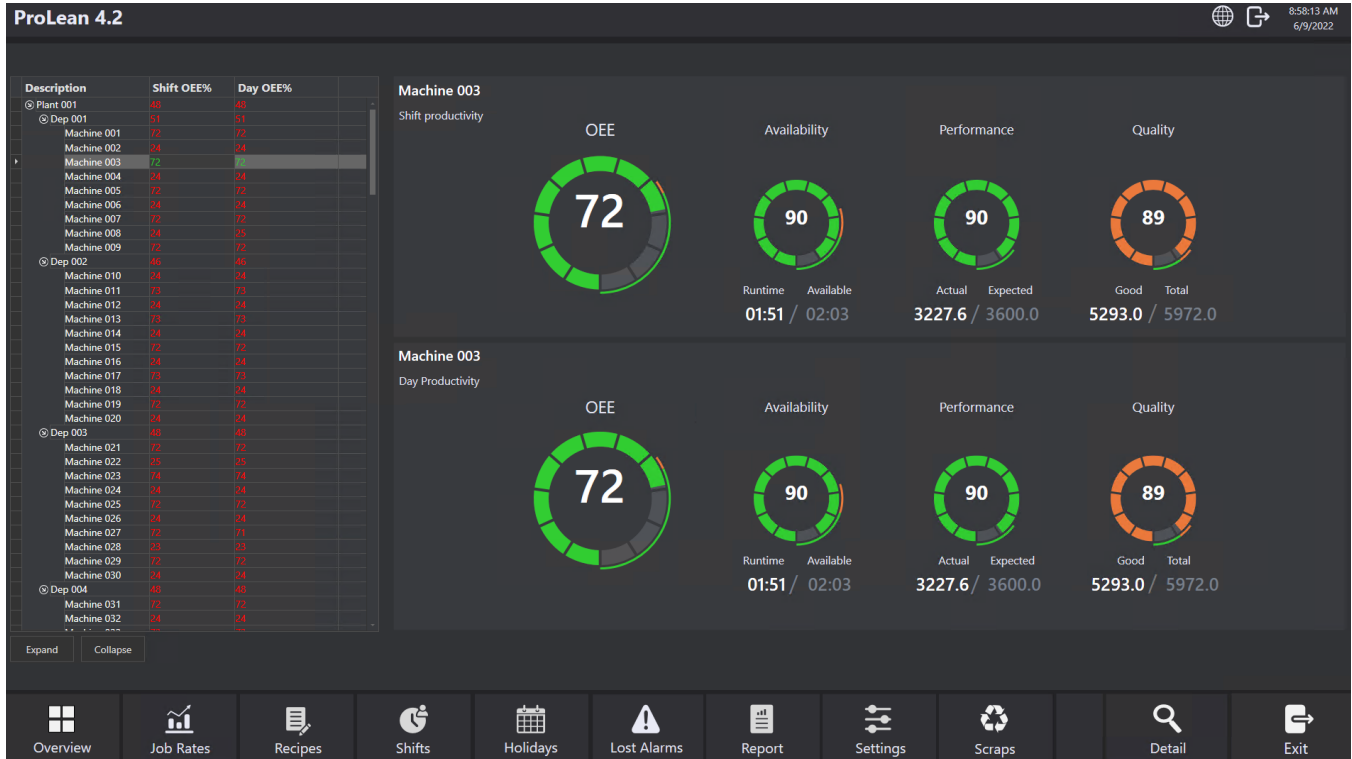 ProLean 4.2
8:58:13 AM
6/9/2022
Description Shift OEE% Day OEE%
Plant 001 48 48
Dep 001 51 51
Machine 001 72 72
Machine 002 24 24
Machine 003 72 72
Machine 004 24 24
Machine 005 72 72
Machine 006 24 24
Machine 007 72 72
Machine 008 24 25
Machine 009 72 72
Dep 002 46 46
Machine 010 24 24
Machine 011 73 73
Machine 012 24 24
Machine 013 73 73
Machine 014 24 24
Machine 015 72 72
Machine 016 24 24
Machine 017 73 73
Machine 018 24 24
Machine 019 72 72
Machine 020 24 24
Dep 003 48 48
Machine 021 72 72
Machine 022 25 25
Machine 023 74 74
Machine 024 24 24
Machine 025 72 72
Machine 026 24 24
Machine 027 72 71
Machine 028 23 23
Machine 029 72 72
Machine 030 24 24
Dep 004 48 48
Machine 031 72 72
Machine 032 24 24
Expand Collapse
Machine 003
Shift productivity
OEE Availability Performance Quality
72 90 90 89
Runtime Available Actual Expected Good Total
01:51 / 02:03 3227.6 / 3600.0 5293.0 / 5972.0
Machine 003
Day Productivity
OEE Availability Performance Quality
72 90 90 89
Runtime Available Actual Expected Good Total
01:51 / 02:03 3227.6 / 3600.0 5293.0 / 5972.0
Overview Job Rates Recipes Shifts Holidays Lost Alarms Report Settings Scraps Detail Exit